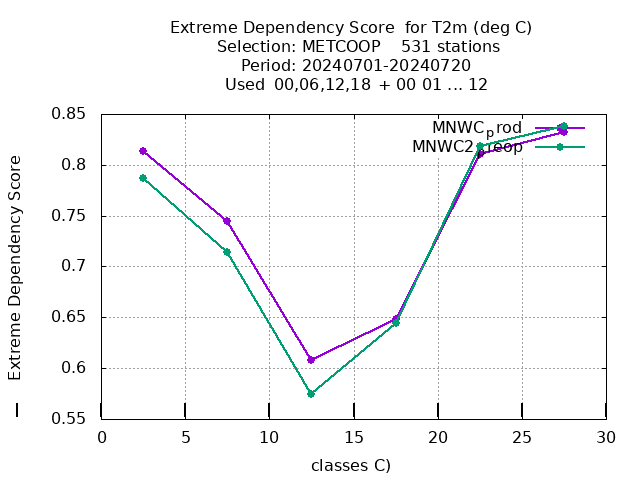 Extreme Dependency Score  for T2m (deg C)
Selection: METCOOP    531 stations
Period: 20240701-20240720
Used  00,06,12,18 + 00 01 ... 12
MNWC_prod
MNWC2_preop
0.85
0.8
0.75
0.7
0.65
0.6
0.55
0
5
10
15
20
25
30
Extreme Dependency Score
classes C)